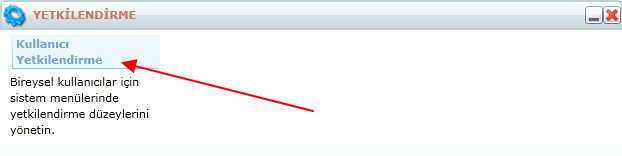 YETKİLENDİRME
Kullanıcı
Yetkilendirme
Bireysel kullanıcılar için
sistem menülerinde
yetkilendirme düzeylerini
yönetin.